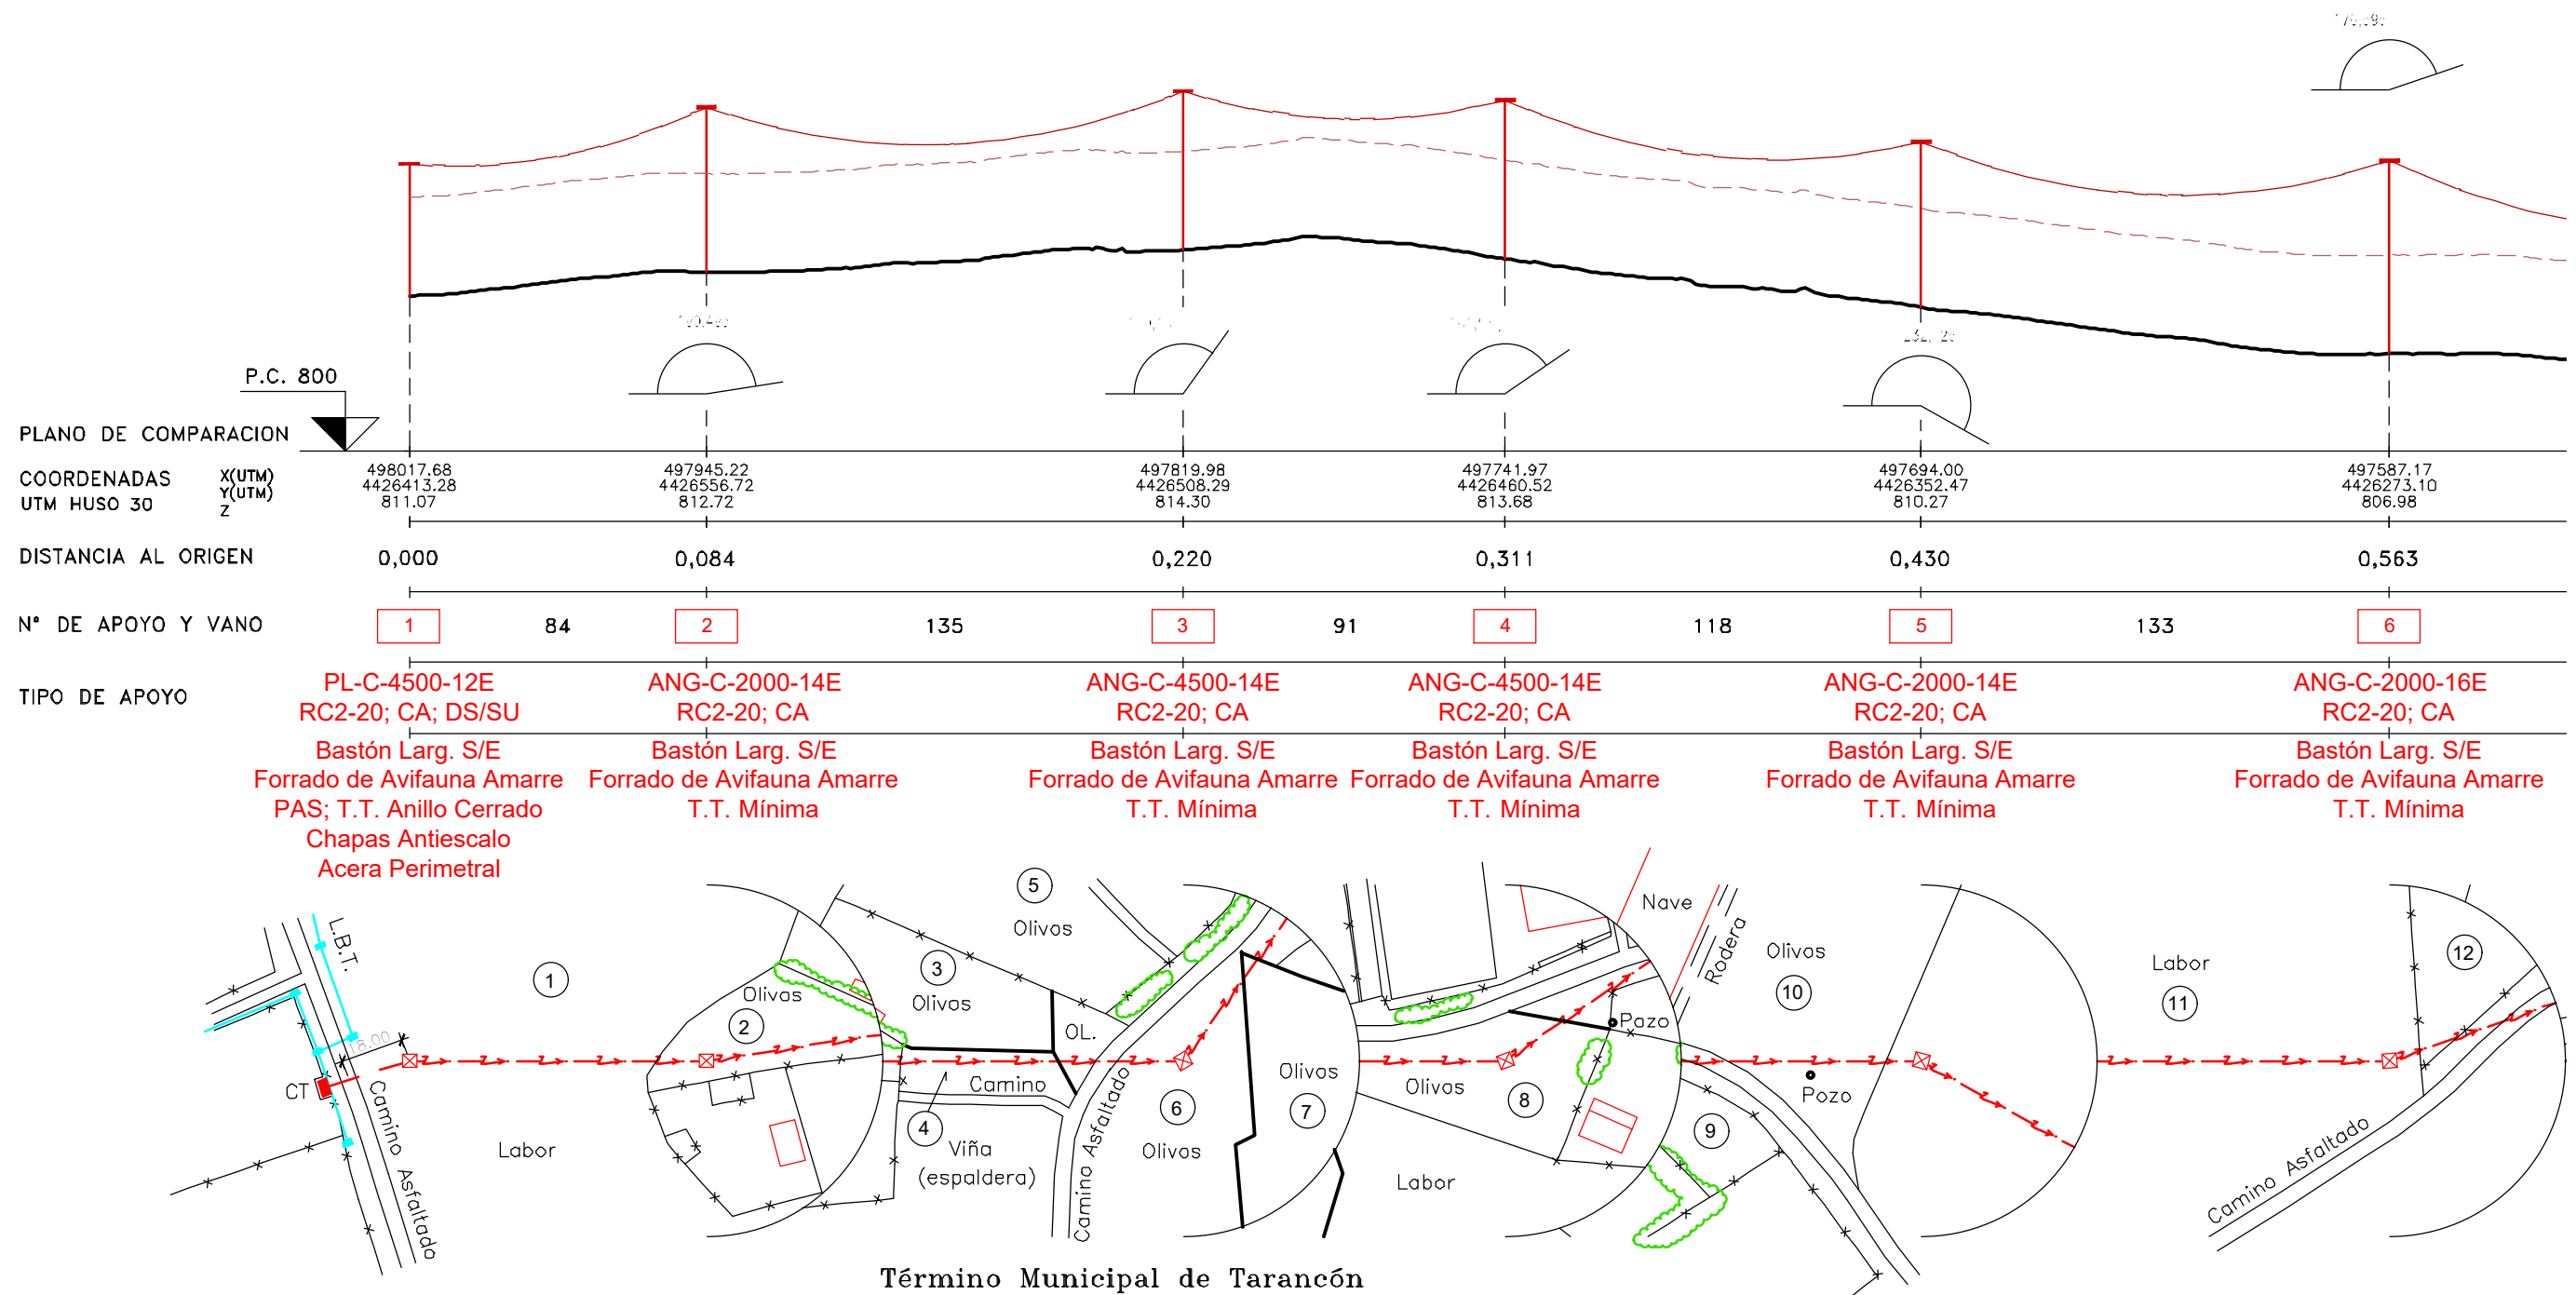 P.C. 800
PLANO DE COMPARACION
COORDENADAS
UTM HUSO 30
X(UTM)
Y(UTM)
Z
498017.68
4426413.28
811.07
497945.22
4426556.72
812.72
497819.98
4426508.29
814.30
497741.97
4426460.52
813.68
497694.00
4426352.47
810.27
497587.17
4426273.10
806.98
DISTANCIA AL ORIGEN
0,000
0,084
0,220
0,311
0,430
0,563
Nº DE APOYO Y VANO
1
84
2
135
3
91
4
118
5
133
6
TIPO DE APOYO
PL-C-4500-12E
RC2-20; CA; DS/SU
ANG-C-2000-14E
RC2-20; CA
ANG-C-4500-14E
RC2-20; CA
ANG-C-4500-14E
RC2-20; CA
ANG-C-2000-14E
RC2-20; CA
ANG-C-2000-16E
RC2-20; CA
Bastón Larg. S/E
Forrado de Avifauna Amarre
PAS; T.T. Anillo Cerrado
Chapas Antiescalo
Acera Perimetral
Bastón Larg. S/E
Forrado de Avifauna Amarre
T.T. Mínima
Bastón Larg. S/E
Forrado de Avifauna Amarre
T.T. Mínima
Bastón Larg. S/E
Forrado de Avifauna Amarre
T.T. Mínima
Bastón Larg. S/E
Forrado de Avifauna Amarre
T.T. Mínima
Bastón Larg. S/E
Forrado de Avifauna Amarre
T.T. Mínima
L.B.T.
18.00
CT
Camino Asfaltado
1
Labor
Olivos
2
3
Olivos
5
Olivos
OL.
Camino
4
Viña
(espaldera)
Camino Asfaltado
6
Olivos
Olivos
7
Olivos
8
Labor
Nave
Rodera
Pozo
9
Olivos
10
Pozo
Labor
11
12
Camino Asfaltado
Término Municipal de Tarancón